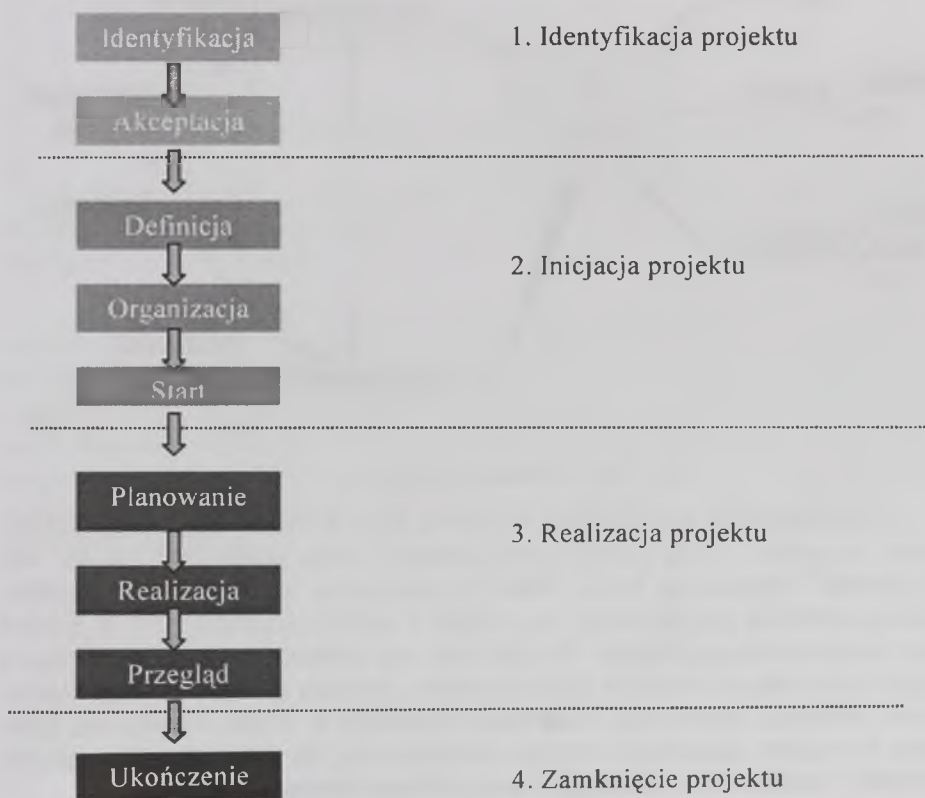 Identyfikacja
1. Identyfikacja projektu
Akceptacja
Definicja
2. Inicjacja projektu
Organizacja
Start
Planowanie
3. Realizacja projektu
Realizacja
Przegląd
Ukończenie
4. Zamknięcie projektu